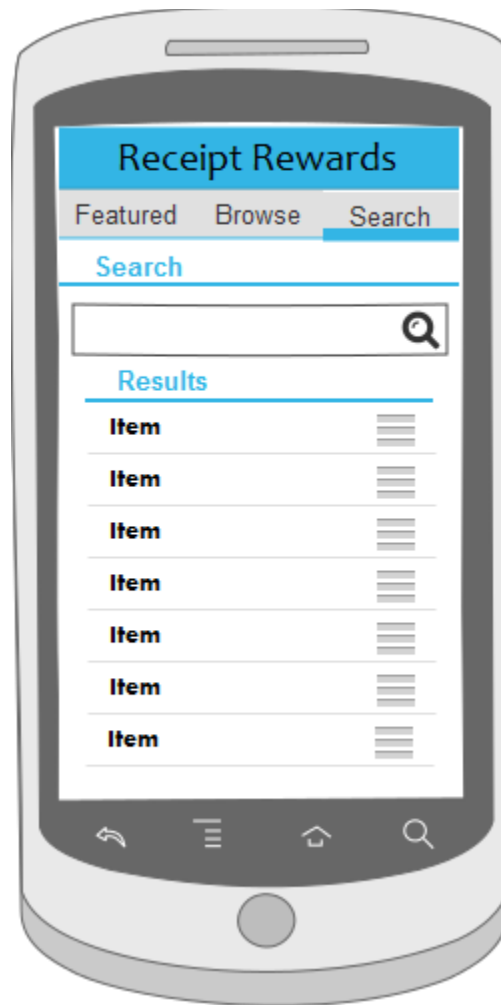 Receipt Rewards
Featured Browse Search
Search
Results
Item
Item
Item
Item
Item
Item
Item